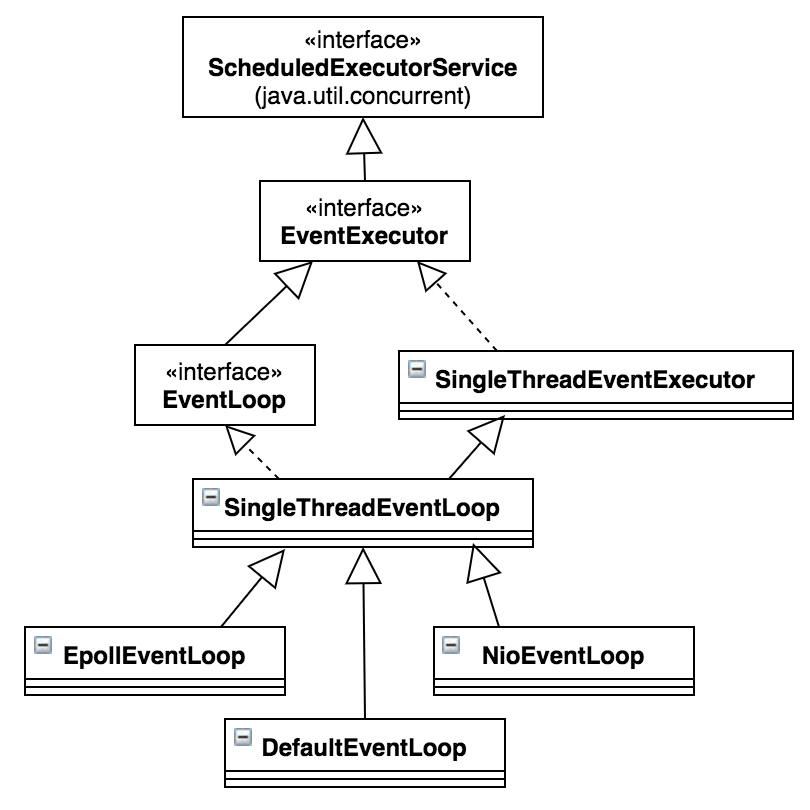 «interface»
ScheduledExecutorService
(java.util.concurrent)
«interface»
EventExecutor
«interface»
EventLoop
SingleThreadEventExecutor
SingleThreadEventLoop
EpollEventLoop
NioEventLoop
DefaultEventLoop